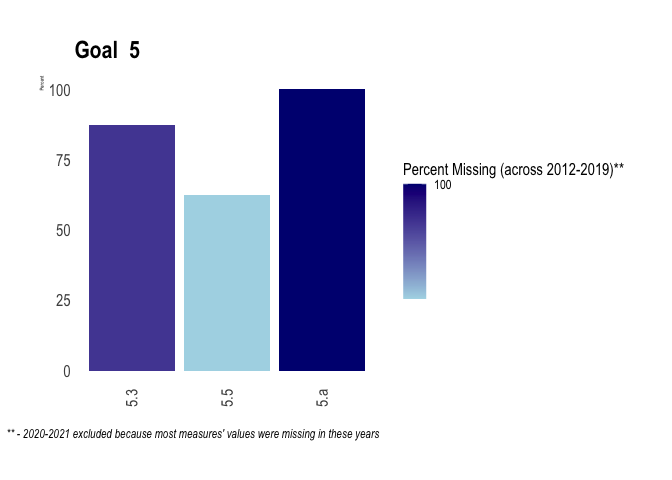 Goal  5
Percent
100
75
50
25
0
5.3
5.5
5.a
Percent Missing (across 2012-2019)**
100
** - 2020-2021 excluded because most measures' values were missing in these years